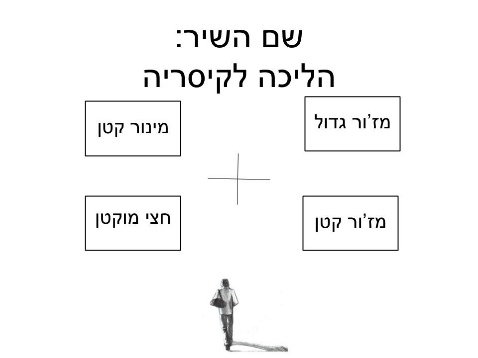 שם השיר:
הליכה לקיסריה
מז'ור גדול
מינור קטן
מז'ור קטן
חצי מוקטן